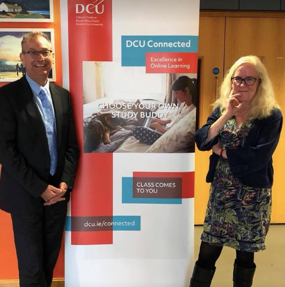 DCU
DCU Connected
Excellence in
Online Learning
CHOOSE YOUR OWN
STUDY BUDDY
CLASS COMES
TO YOU
dcu.ie/connected